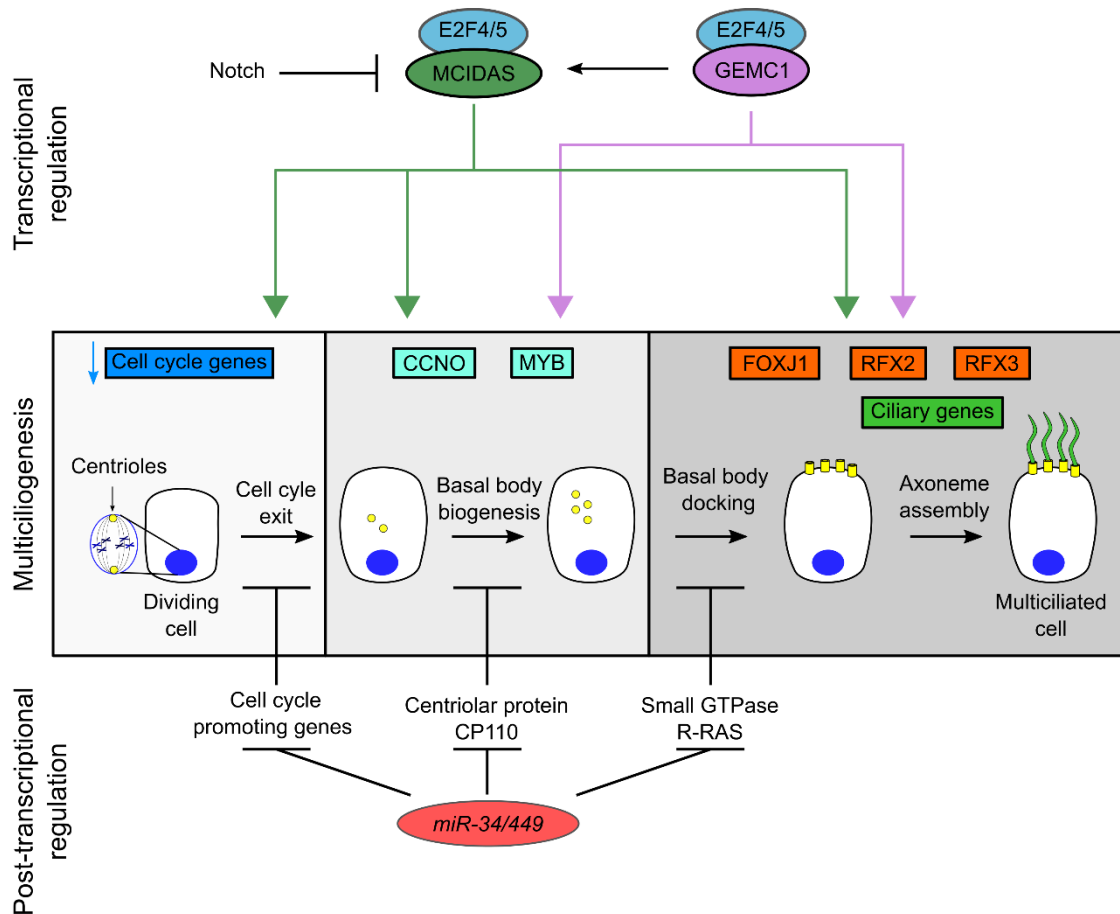 Transcriptional
regulation
E2F4/5
MCIDAS
E2F4/5
GEMC1
Notch
Multiciliogenesis
Cell cycle genes
CCNO
MYB
FOXJ1
RFX2
RFX3
Ciliary genes
Centrioles
Cell cyle
exit
Basal body
biogenesis
Basal body
docking
Axoneme
assembly
Dividing
cell
Multiciliated
cell
Post-transcriptional
regulation
Cell cycle
promoting genes
Centriolar protein
CP110
Small GTPase
R-RAS
miR-34/449